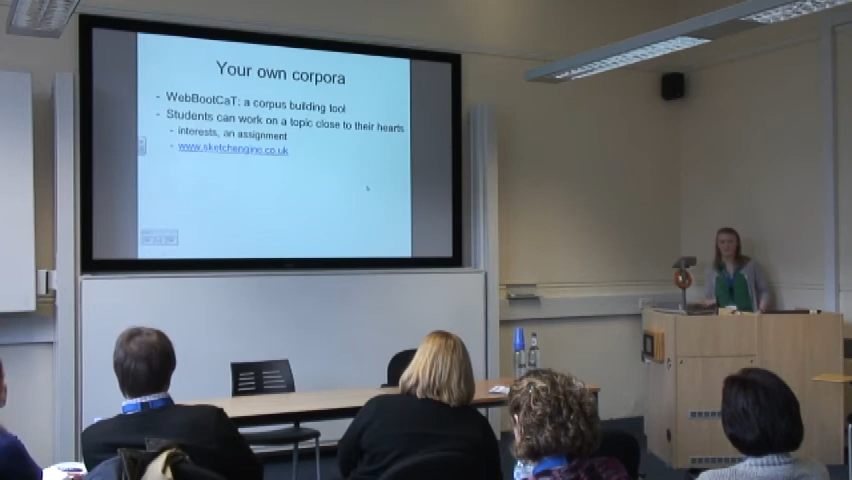 Your own corpora
- WebBootCaT: a corpus building tool
- Students can work on a topic close to their hearts
- interests, an assignment
- www.sketchengine.co.uk